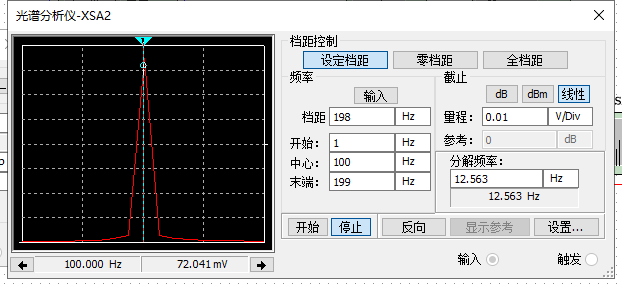 光谱分析仪-XSA2
档距控制
设定档距 零档距 全档距
频率
输入
档距 198 Hz
开始: 1 Hz
中心: 100 Hz
末端: 199 Hz
截止
dB dBm 线性
量程: 0.01 V/Div
参考: 0 dB
分解频率:
12.563 Hz
12.563 Hz
开始 停止 反向 显示参考 设置...
100.000 Hz 72.041 mV
输入 触发